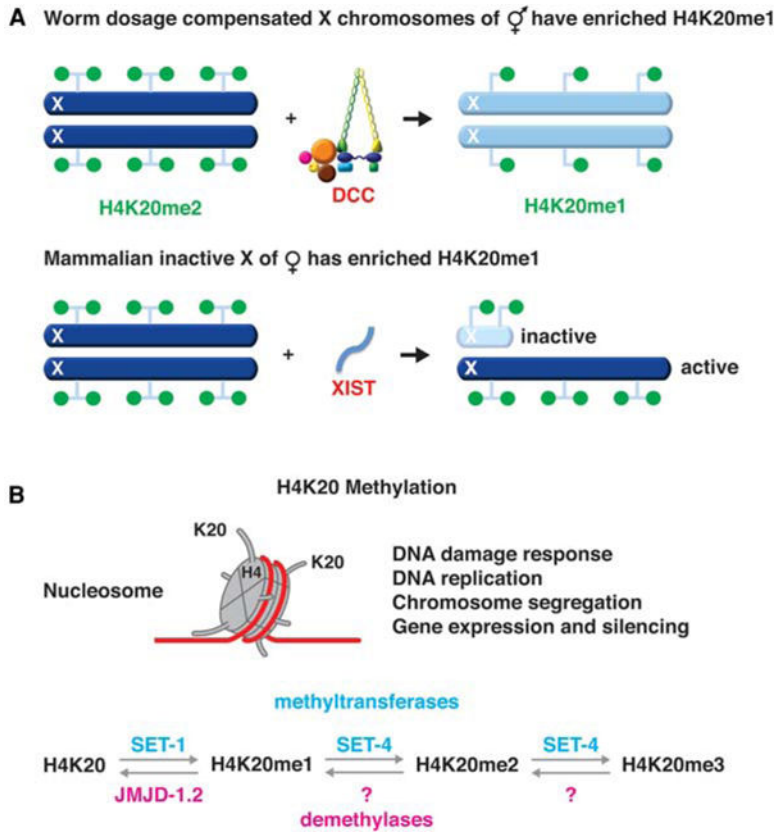 A
Worm dosage compensated X chromosomes of ⚥ have enriched H4K20me1
X
X
+
X
X
H4K20me2
DCC
H4K20me1
Mammalian inactive X of ♀ has enriched H4K20me1
X
X
+
XIST
X
inactive
X
active
B
H4K20 Methylation
K20
K20
H4
Nucleosome
DNA damage response
DNA replication
Chromosome segregation
Gene expression and silencing
methyltransferases
SET-1 SET-4 SET-4
H4K20 H4K20me1 H4K20me2 H4K20me3
JMJD-1.2 ? ?
demethylases